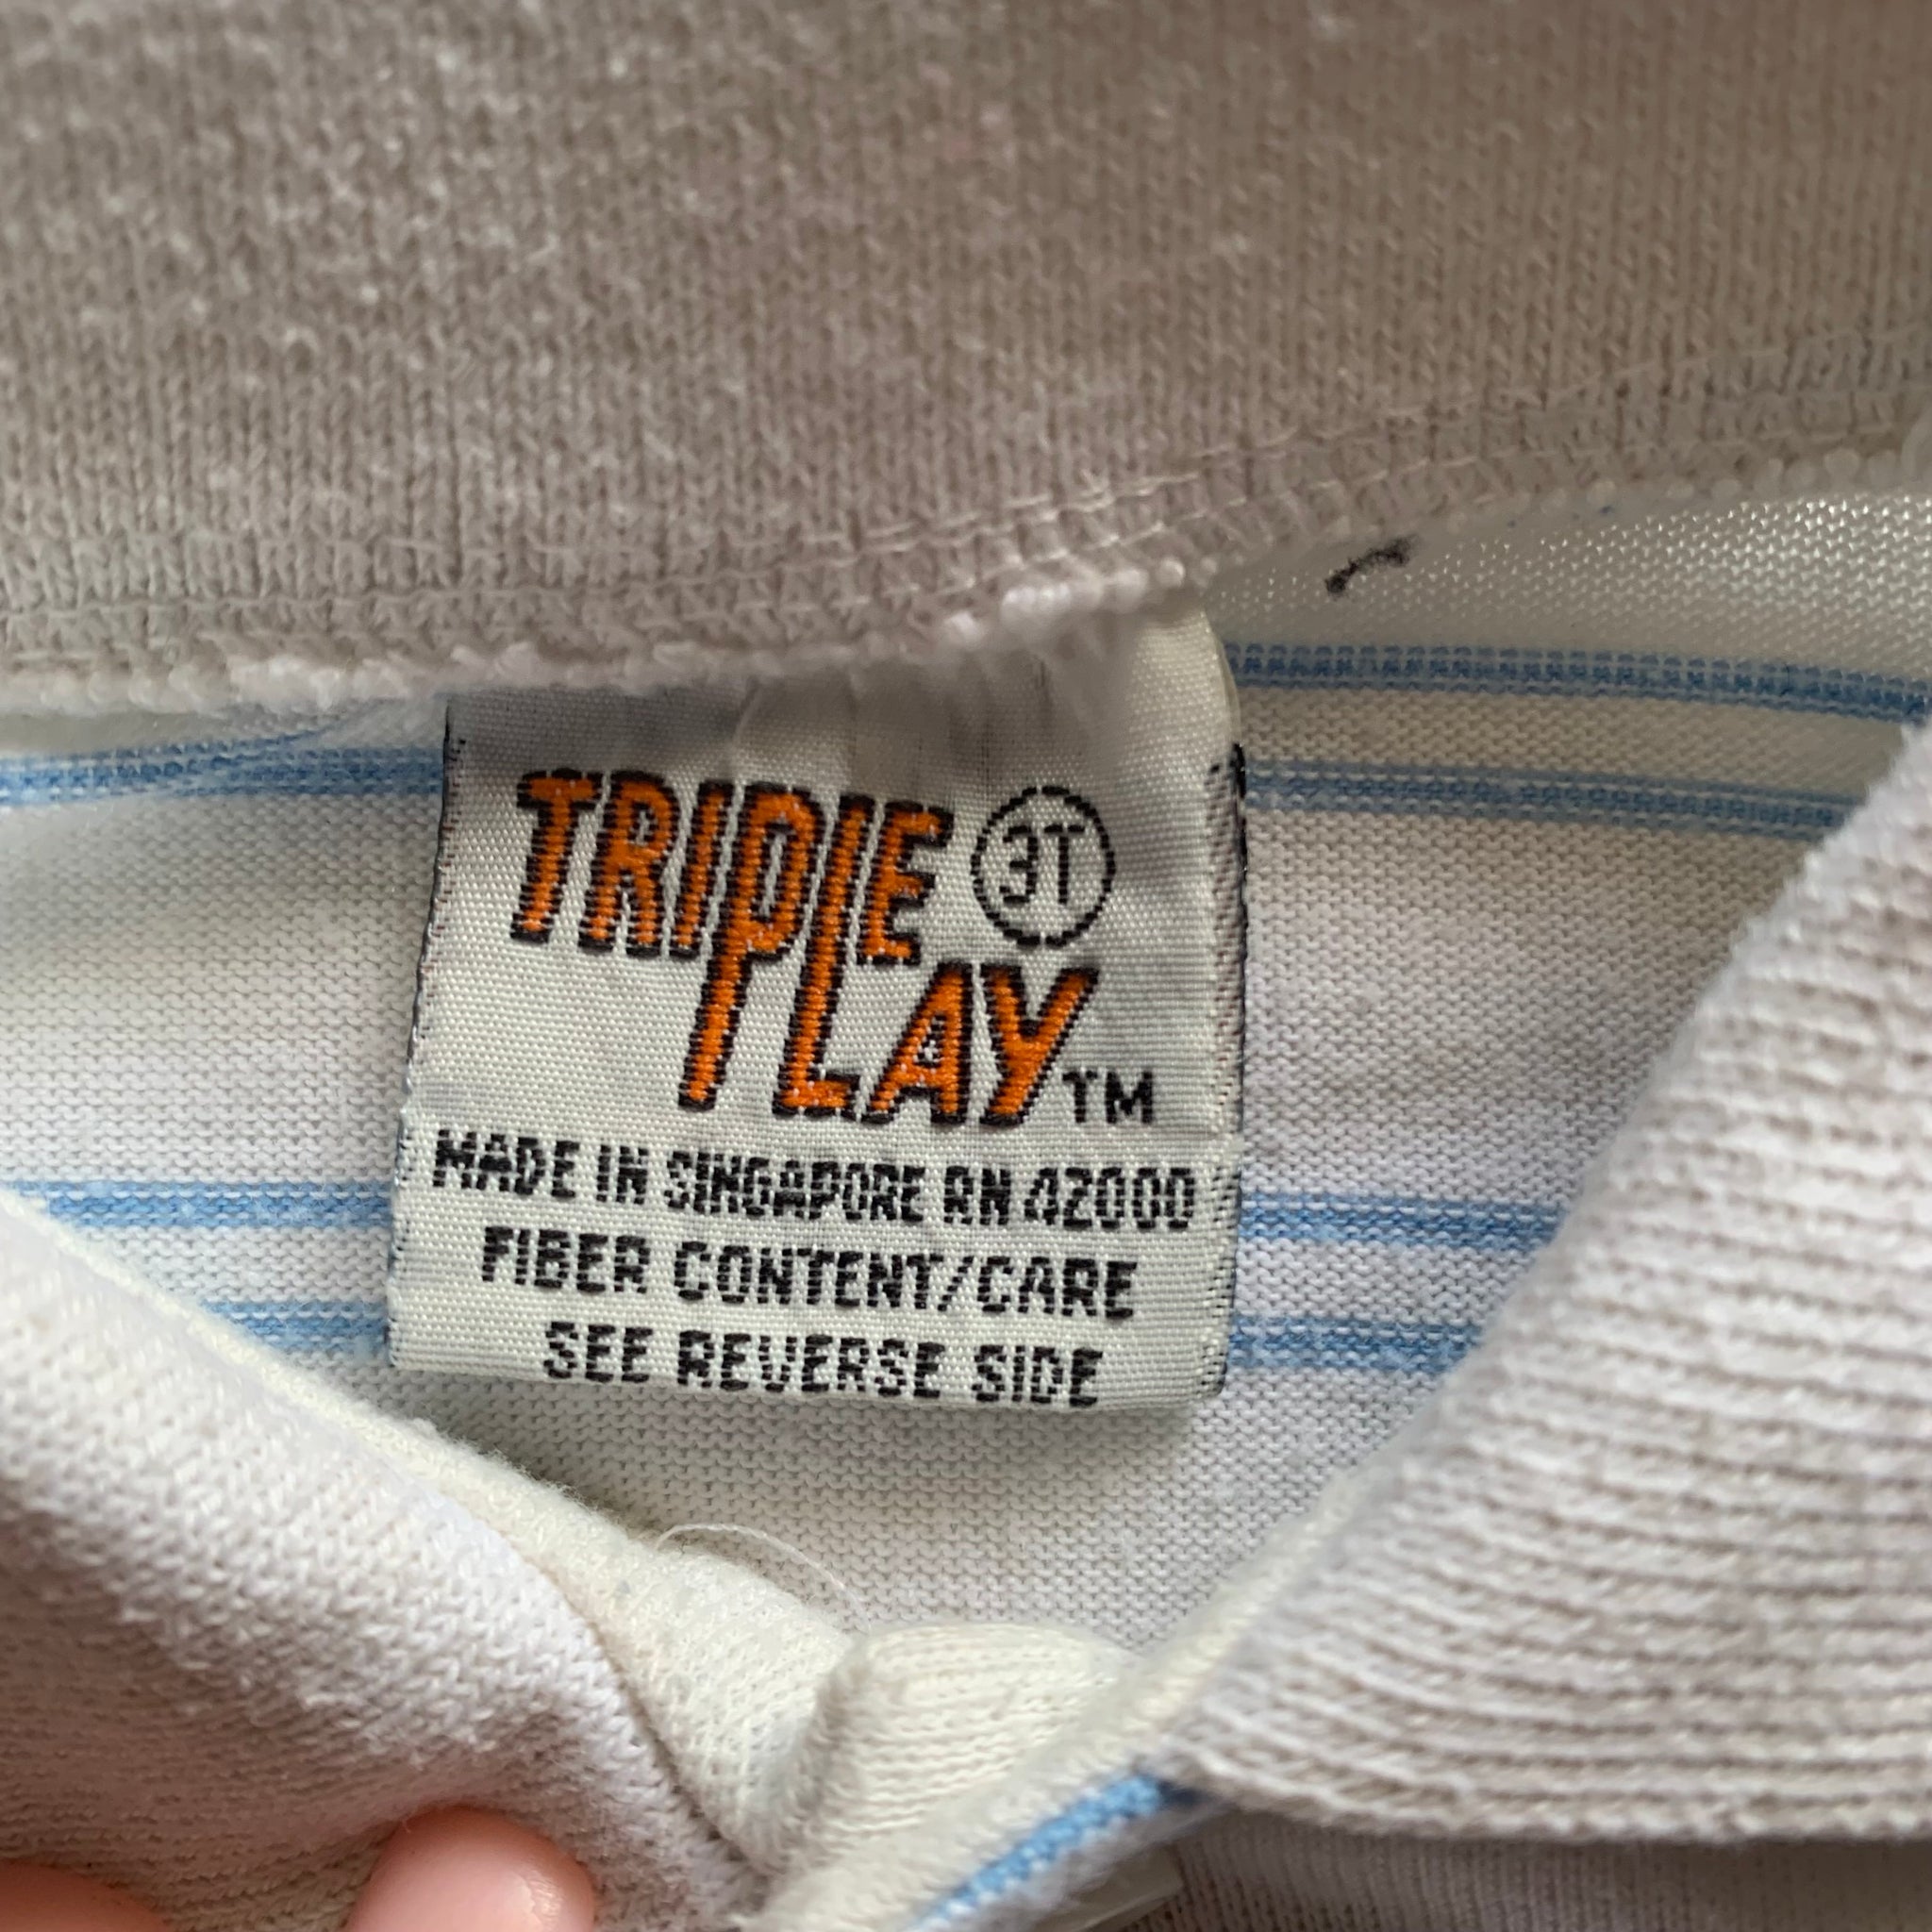 TRIPLE 3T
PLAY TM
MADE IN SINGAPORE RN 42000
FIBER CONTENT/CARE
SEE REVERSE SIDE